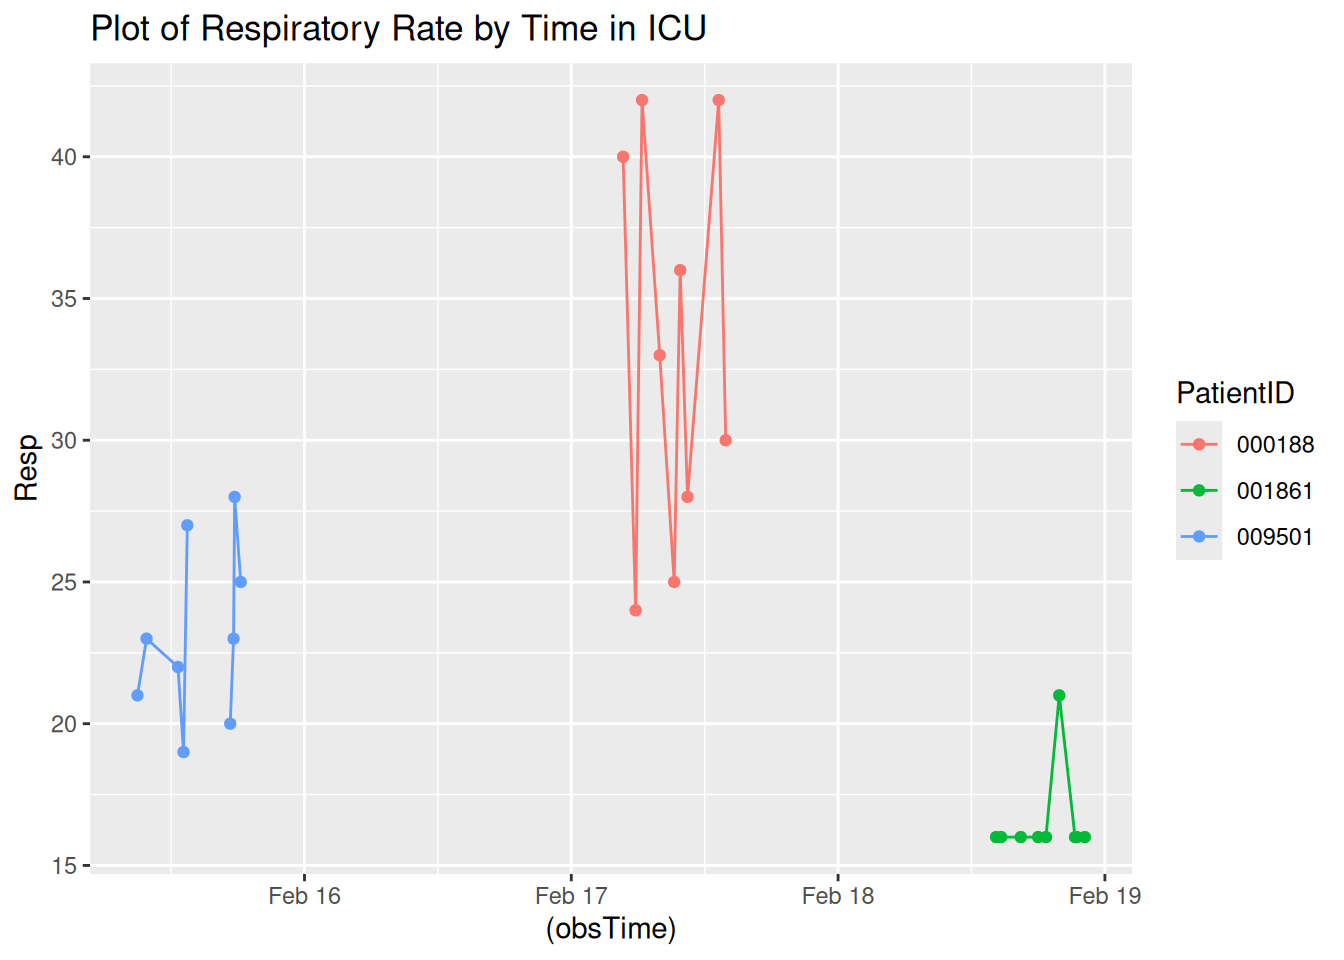 Plot of Respiratory Rate by Time in ICU
Resp
40
35
30
25
20
15
Feb 16
Feb 17
Feb 18
Feb 19
(obsTime)
PatientID
000188
001861
009501